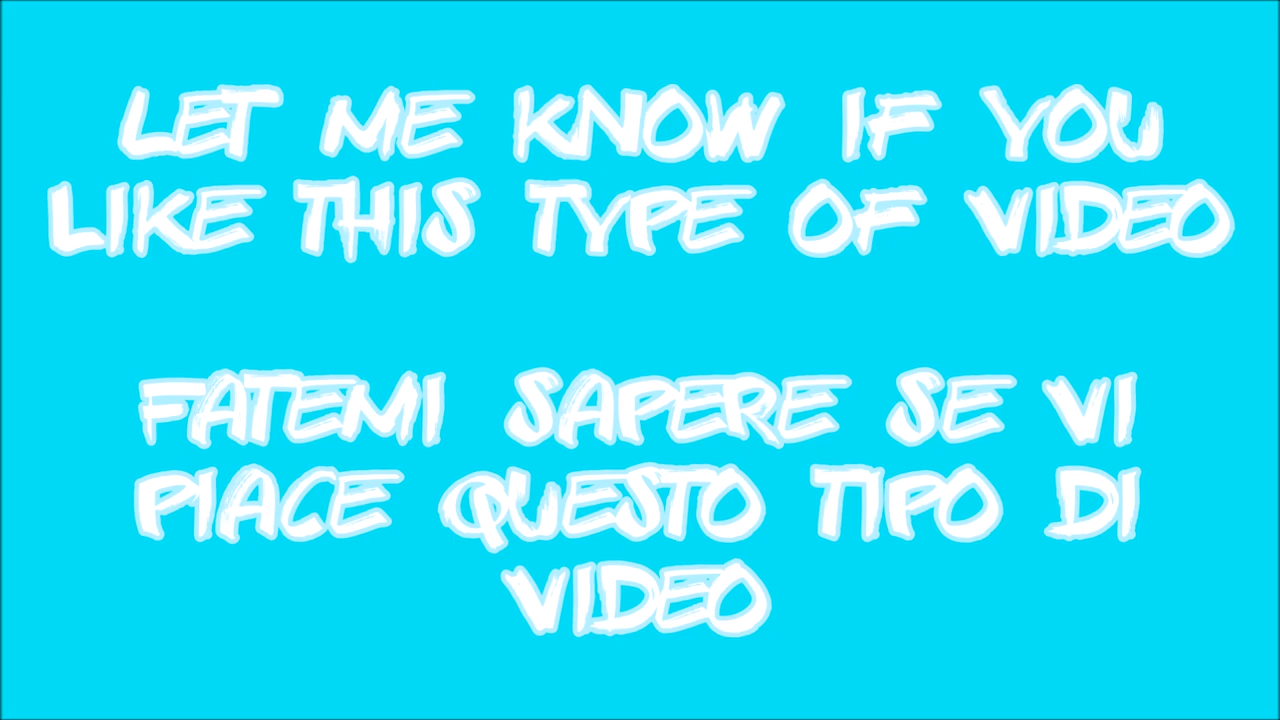 LET ME KNOW IF YOU
LIKE THIS TYPE OF VIDEO
FATEMI SAPERE SE VI
PIACE QUESTO TIPO DI
VIDEO